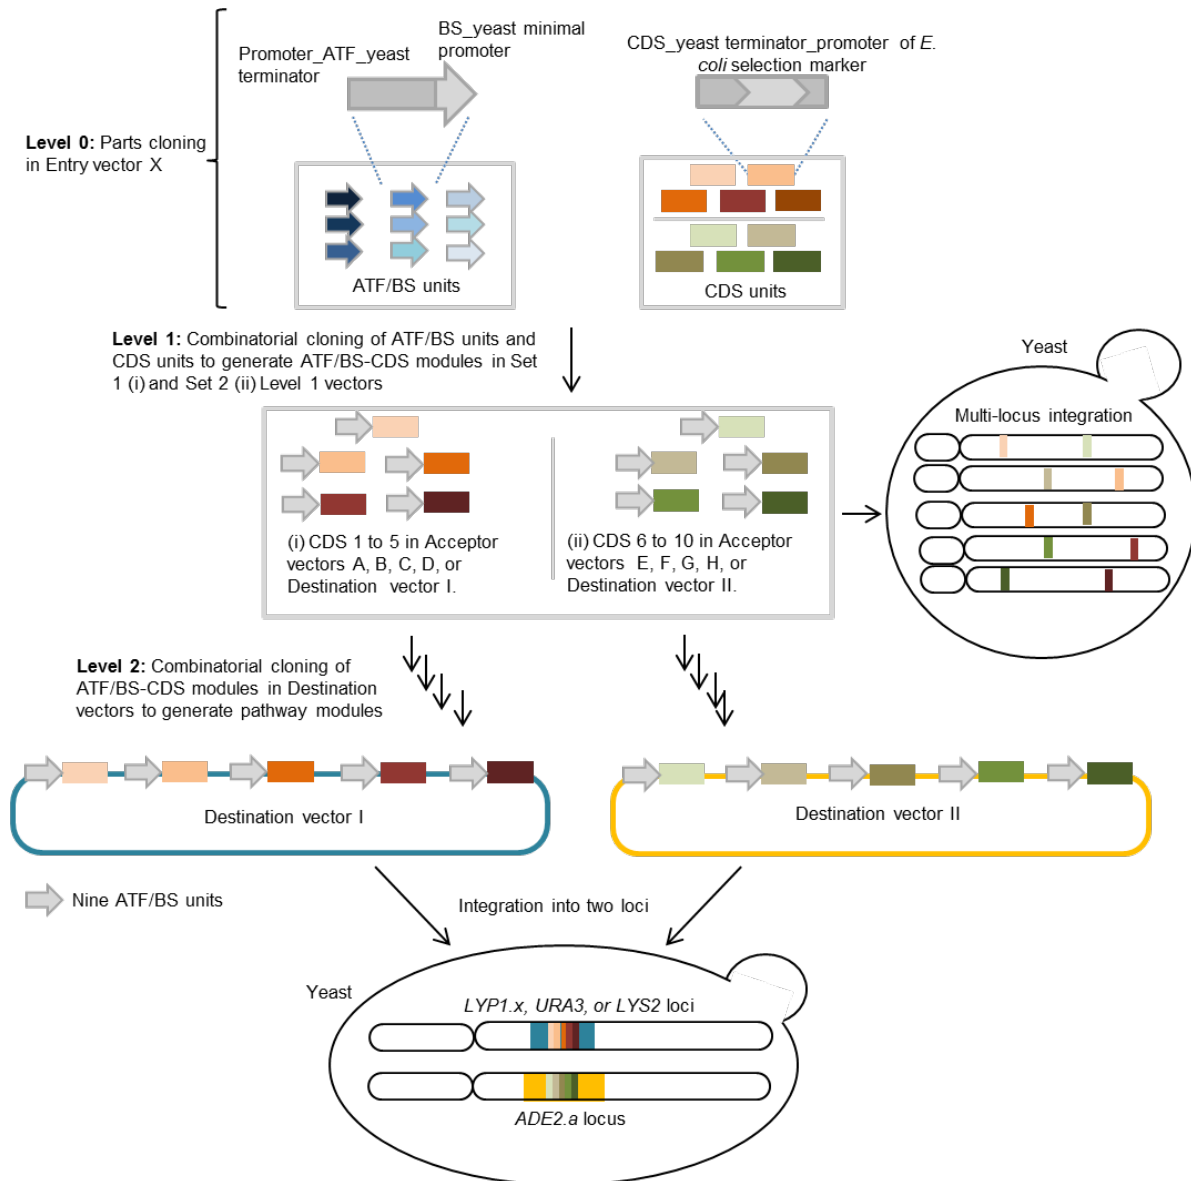 Promoter_ATF_yeast
terminator
BS_yeast minimal
promoter
CDS_yeast terminator_promoter of E.
coli selection marker
Level 0: Parts cloning
in Entry vector X
ATF/BS units
CDS units
Level 1: Combinatorial cloning of ATF/BS units and
CDS units to generate ATF/BS-CDS modules in Set
1 (i) and Set 2 (ii) Level 1 vectors
Yeast
Multi-locus integration
(i) CDS 1 to 5 in Acceptor
vectors A, B, C, D, or
Destination vector I.
(ii) CDS 6 to 10 in Acceptor
vectors E, F, G, H, or
Destination vector II.
Level 2: Combinatorial cloning of
ATF/BS-CDS modules in Destination
vectors to generate pathway modules
Destination vector I
Destination vector II
Nine ATF/BS units
Integration into two loci
Yeast
LYP1.x, URA3, or LYS2 loci
ADE2.a locus